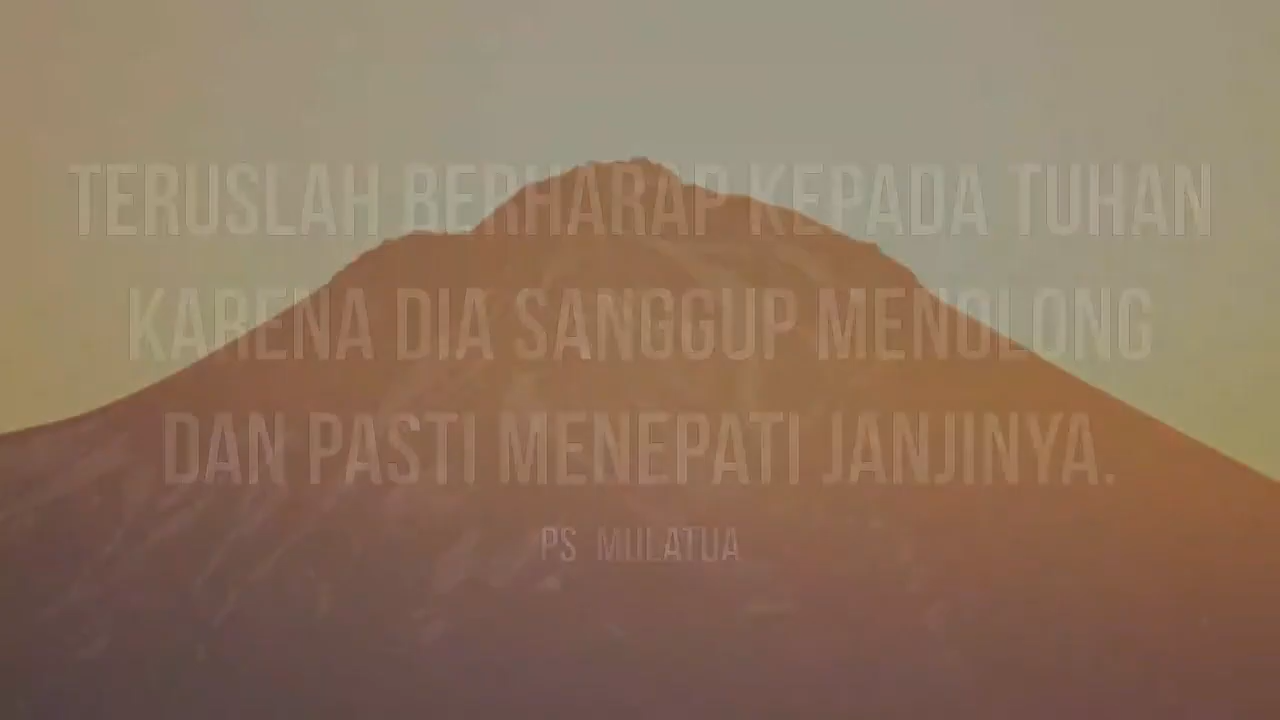 TERUSLAH BERHARAP KEPADA TUHAN
KARENA DIA SANGGUP MENOLONG
DAN PASTI MENEPATI JANJINYA.
PS MULATUA